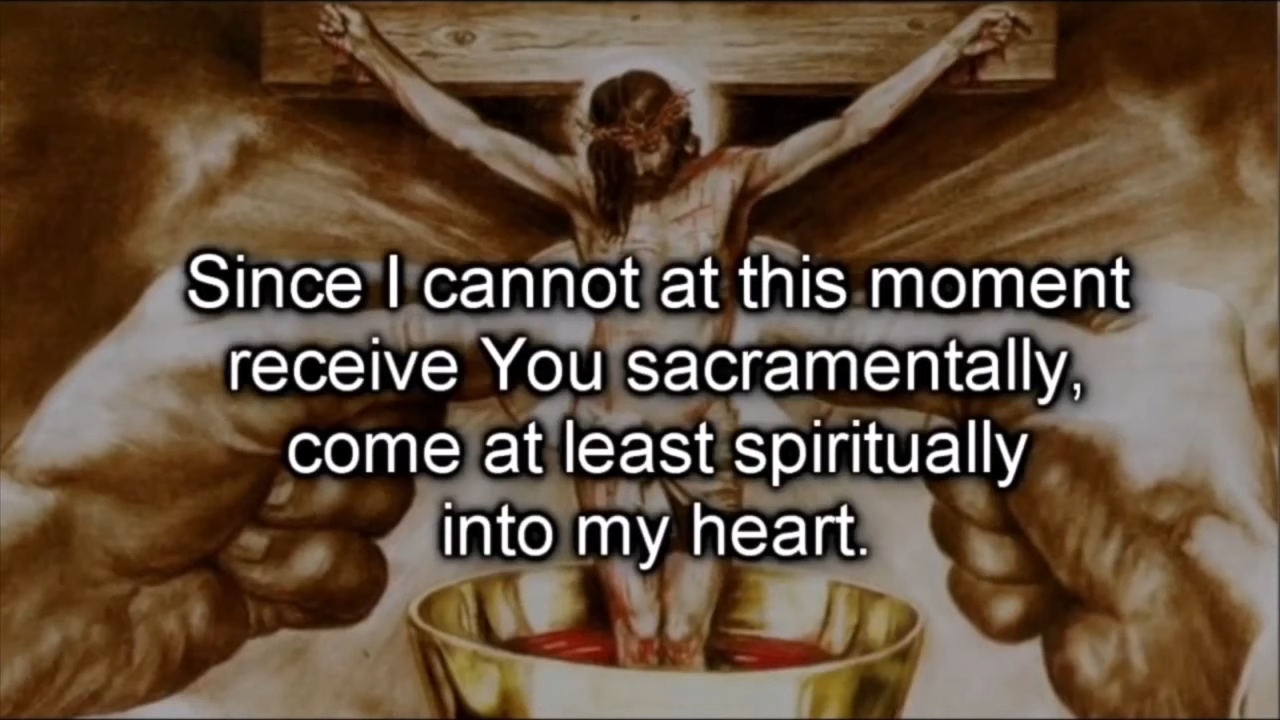 Since I cannot at this moment
receive You sacramentally,
come at least spiritually
into my heart.